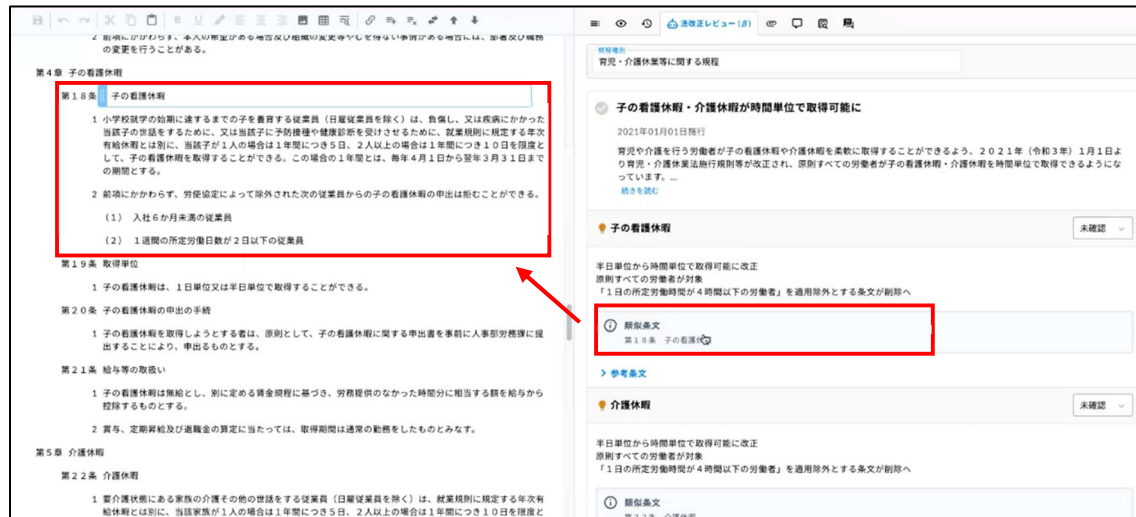 2 前項にかかわらず、本人の希望がある場合及び組織の変更等やむを得ない事情がある場合には、部署及び職務
の変更を行うことがある。
第４章 子の看護休暇
第１８条 子の看護休暇
1 小学校就学の始期に達するまでの子を養育する従業員（日雇従業員を除く）は、負傷し、又は疾病にかかった
当該子の世話をするために、又は当該子に予防接種や健康診断を受けさせるために、就業規則に規定する年次
有給休暇とは別に、当該子が１人の場合は１年間につき５日、２人以上の場合は１年間につき１０日を限度と
して、子の看護休暇を取得することができる。この場合の１年間とは、毎年４月１日から翌年３月３１日まで
の期間とする。
2 前項にかかわらず、労使協定によって除外された次の従業員からの子の看護休暇の申出は拒むことができる。
（１） 入社６か月未満の従業員
（２） １週間の所定労働日数が２日以下の従業員
第１９条 取得単位
1 子の看護休暇は、１日単位又は半日単位で取得することができる。
第２０条 子の看護休暇の申出の手続
1 子の看護休暇を取得しようとする者は、原則として、子の看護休暇に関する申出書を事前に人事部労務課に提
出することにより、申出るものとする。
第２１条 給与等の取扱い
1 子の看護休暇は無給とし、別に定める賃金規程に基づき、労務提供のなかった時間分に相当する額を給与から
控除するものとする。
2 賞与、定期昇給及び退職金の算定に当たっては、取得期間は通常の勤務をしたものとみなす。
第５章 介護休暇
第２２条 介護休暇
1 要介護状態にある家族の介護その他の世話をする従業員（日雇従業員を除く）は、就業規則に規定する年次有
給休暇とは別に、当該家族が１人の場合は１年間につき５日、２人以上の場合は１年間につき１０日を限度と
法改正レビュー(β)
規程種別
育児・介護休業等に関する規程
子の看護休暇・介護休暇が時間単位で取得可能に
2021年01月01日施行
育児や介護を行う労働者が子の看護休暇や介護休暇を柔軟に取得することができるよう、２０２１年（令和３年）１月１日よ
り育児・介護休業法施行規則等が改正され、原則すべての労働者が子の看護休暇・介護休暇を時間単位で取得できるようにな
っています。...
続きを読む
子の看護休暇
未確認
半日単位から時間単位で取得可能に改正
原則すべての労働者が対象
「１日の所定労働時間が４時間以下の労働者」を適用除外とする条文が削除へ
類似条文
第１８条 子の看護休
参考条文
介護休暇
未確認
半日単位から時間単位で取得可能に改正
原則すべての労働者が対象
「１日の所定労働時間が４時間以下の労働者」を適用除外とする条文が削除へ
類似条文
第２２条 介護休暇